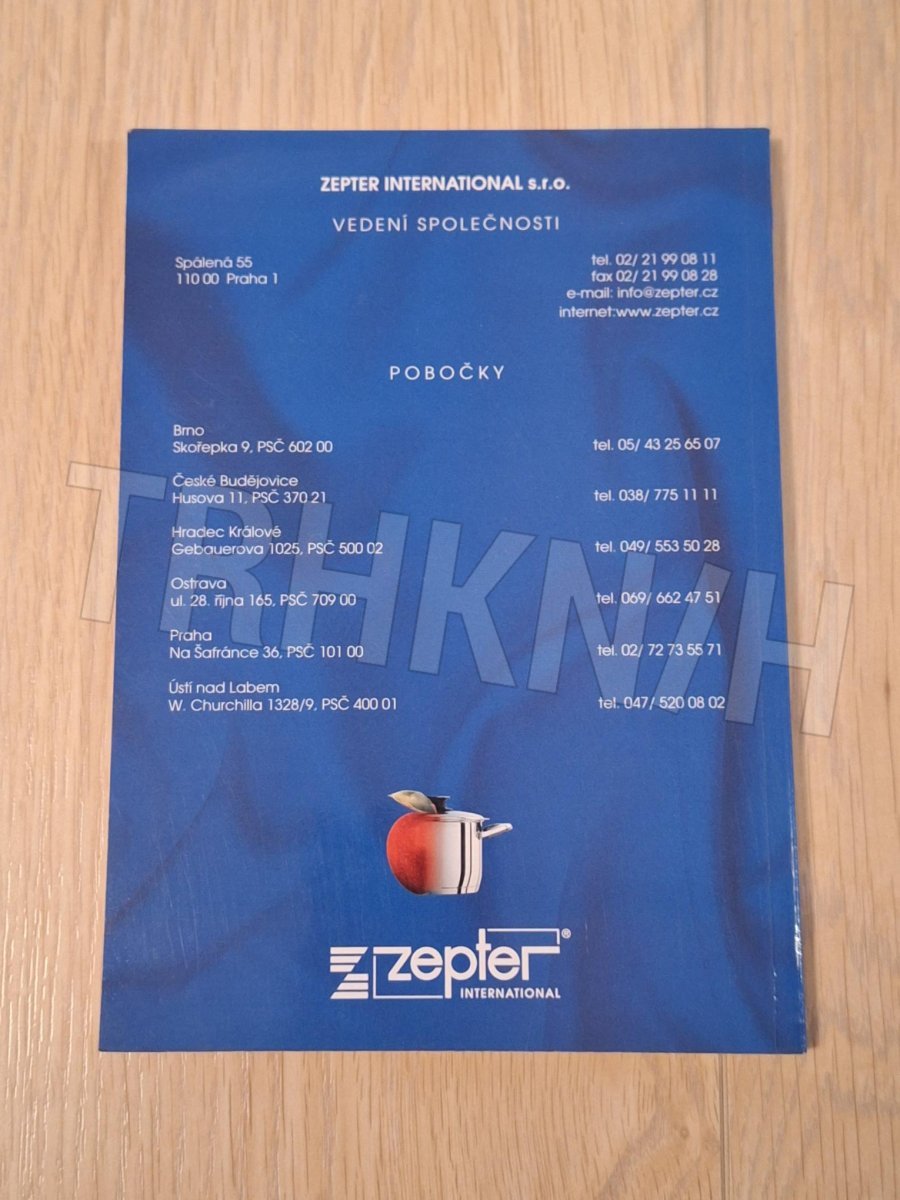 ZEPTER INTERNATIONAL s.r.o.
VEDENÍ SPOLEČNOSTI
Spálená 55
110 00 Praha 1
tel. 02/ 21 99 08 11
fax 02/ 21 99 08 28
e-mail: info@zepter.cz
internet:www.zepter.cz
POBOČKY
Brno
Skořepka 9, PSČ 602 00 tel. 05/ 43 25 65 07
České Budějovice
Husova 11, PSČ 370 21 tel. 038/ 775 11 11
Hradec Králové
Gebauerova 1025, PSČ 500 02 tel. 049/ 553 50 28
Ostrava
ul. 28. října 165, PSČ 709 00 tel. 069/ 662 47 51
Praha
Na Šafránce 36, PSČ 101 00 tel. 02/ 72 73 55 71
Ústí nad Labem
W. Churchilla 1328/9, PSČ 400 01 tel. 047/ 520 08 02
TRHKNIH
zepter®
INTERNATIONAL